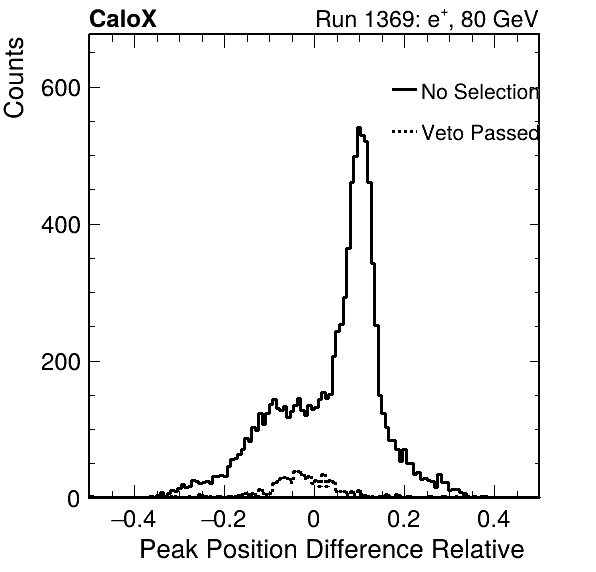 CaloX
Run 1369: e⁺, 80 GeV
Counts
600
400
200
0
No Selection
Veto Passed
−0.4
−0.2
0
0.2
0.4
Peak Position Difference Relative